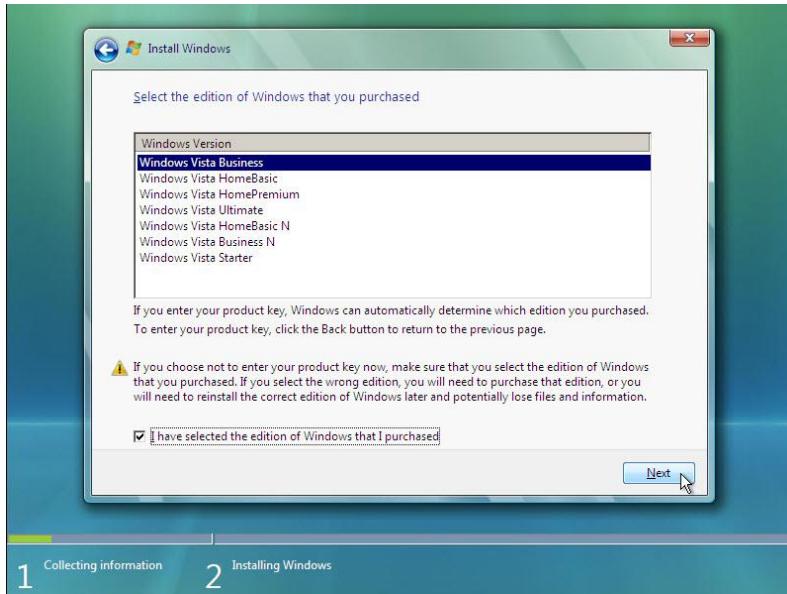 Install Windows
Select the edition of Windows that you purchased
Windows Version
Windows Vista Business
Windows Vista HomeBasic
Windows Vista HomePremium
Windows Vista Ultimate
Windows Vista HomeBasic N
Windows Vista Business N
Windows Vista Starter
If you enter your product key, Windows can automatically determine which edition you purchased.
To enter your product key, click the Back button to return to the previous page.
If you choose not to enter your product key now, make sure that you select the edition of Windows
that you purchased. If you select the wrong edition, you will need to purchase that edition, or you
will need to reinstall the correct edition of Windows later and potentially lose files and information.
I have selected the edition of Windows that I purchased
Next
1 Collecting information
2 Installing Windows